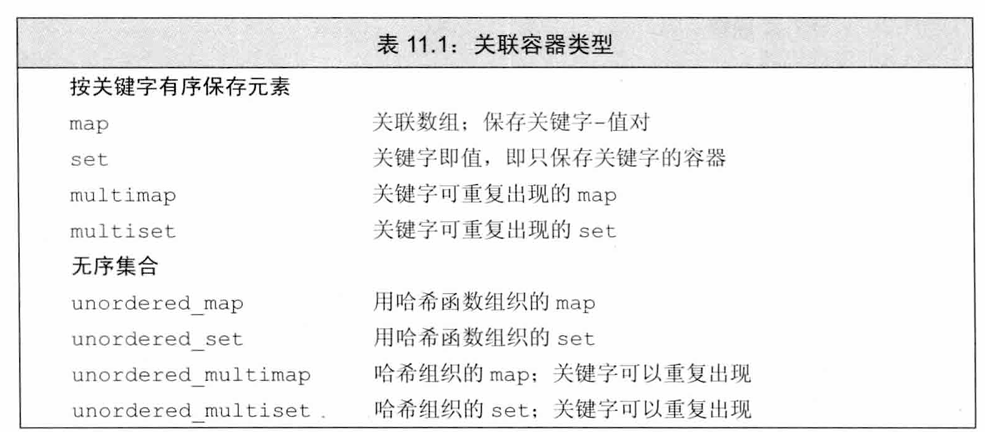 表 11.1：关联容器类型
按关键字有序保存元素
map 关联数组；保存关键字-值对
set 关键字即值，即只保存关键字的容器
multimap 关键字可重复出现的 map
multiset 关键字可重复出现的 set
无序集合
unordered_map 用哈希函数组织的 map
unordered_set 用哈希函数组织的 set
unordered_multimap 哈希组织的 map；关键字可以重复出现
unordered_multiset 哈希组织的 set；关键字可以重复出现